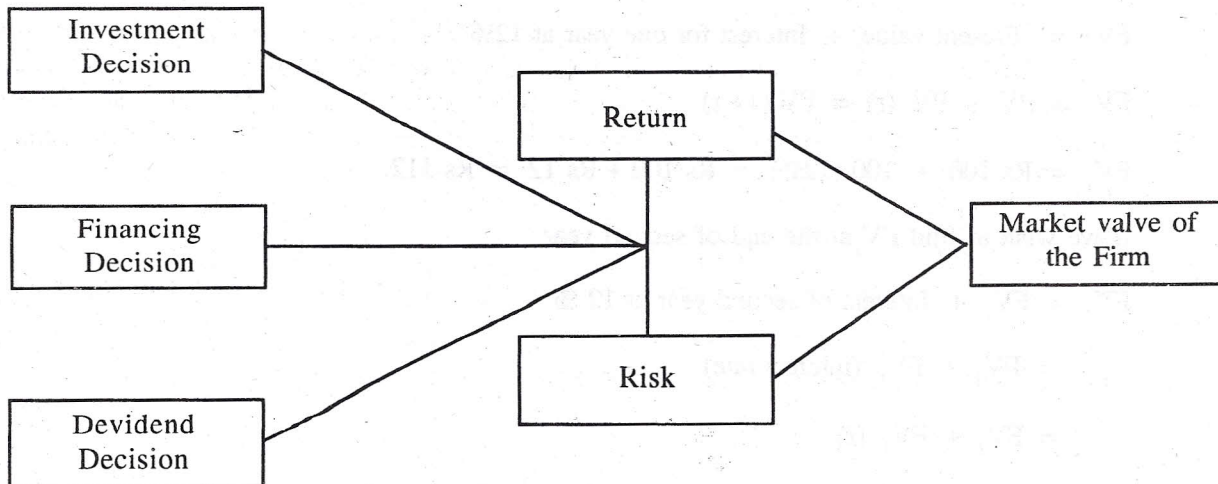 Investment
Decision
Return
Financing
Decision
Market valve of
the Firm
Risk
Devidend
Decision